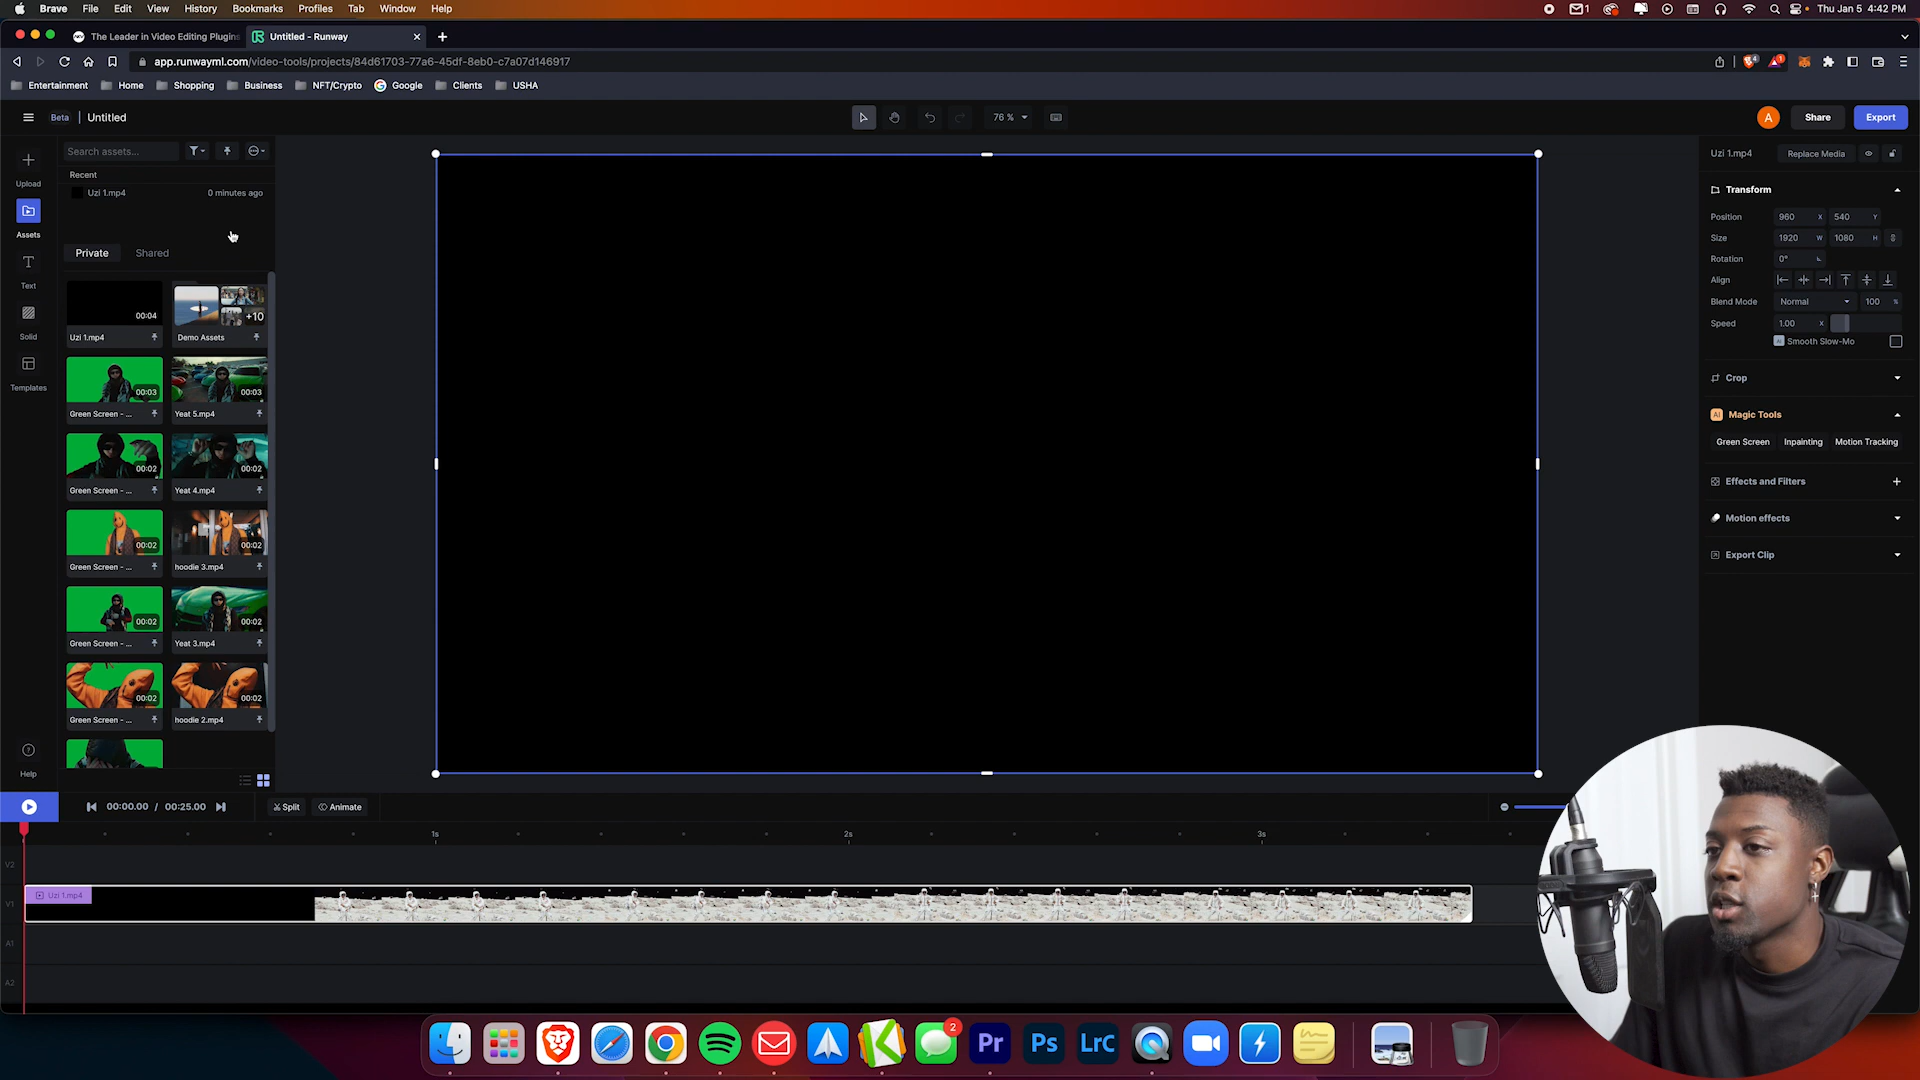 Brave File Edit View History Bookmarks Profiles Tab Window Help
1 Thu Jan 5 4:42 PM
The Leader in Video Editing Plugins
Untitled - Runway
app.runwayml.com/video-tools/projects/84d61703-77a6-45df-8eb0-c7a07d146917
Entertainment Home Shopping Business NFT/Crypto Google Clients USHA
Beta | Untitled
76 %
A Share Export
Upload
Assets
Text
Solid
Templates
Help
Search assets...
Recent
Uzi 1.mp4 0 minutes ago
Private Shared
00:04
+10
Uzi 1.mp4 Demo Assets
00:03 00:03
Green Screen - ... Yeat 5.mp4
00:02 00:02
Green Screen - ... Yeat 4.mp4
00:02 00:02
Green Screen - ... hoodie 3.mp4
00:02 00:02
Green Screen - ... Yeat 3.mp4
00:02 00:02
Green Screen - ... hoodie 2.mp4
Uzi 1.mp4 Replace Media
Transform
Position 960 X 540 Y
Size 1920 W 1080 H
Rotation 0°
Align
Blend Mode Normal 100 %
Speed 1.00 X
AI Smooth Slow-Mo
Crop
AI Magic Tools
Green Screen Inpainting Motion Tracking
Effects and Filters
Motion effects
Export Clip
00:00.00 / 00:25.00 Split Animate
1s 2s 3s
V2
V1 Uzi 1.mp4
A1
A2
2
Pr Ps LrC